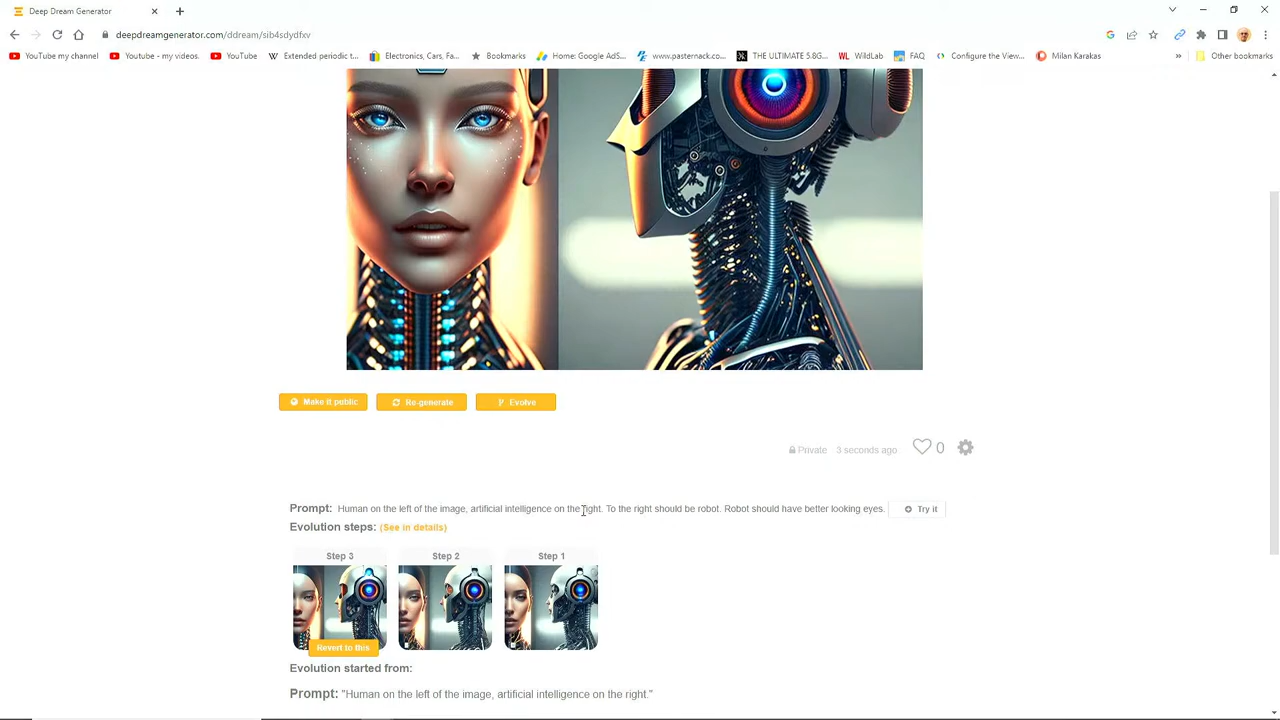 Deep Dream Generator
deepdreamgenerator.com/ddream/sib4sdydfxv
YouTube my channel
Youtube - my videos
YouTube
Extended periodic t...
Electronics, Cars, Fa...
Bookmarks
Home: Google AdS...
www.pasternack.co...
THE ULTIMATE 5.8G...
WildLab
FAQ
Configure the View...
Milan Karakas
»
Other bookmarks
Make it public
Re-generate
Evolve
Private 3 seconds ago 0
Prompt: Human on the left of the image, artificial intelligence on the right. To the right should be robot. Robot should have better looking eyes. Try it
Evolution steps: (See in details)
Step 3
Step 2
Step 1
Revert to this
Evolution started from:
Prompt: "Human on the left of the image, artificial intelligence on the right."